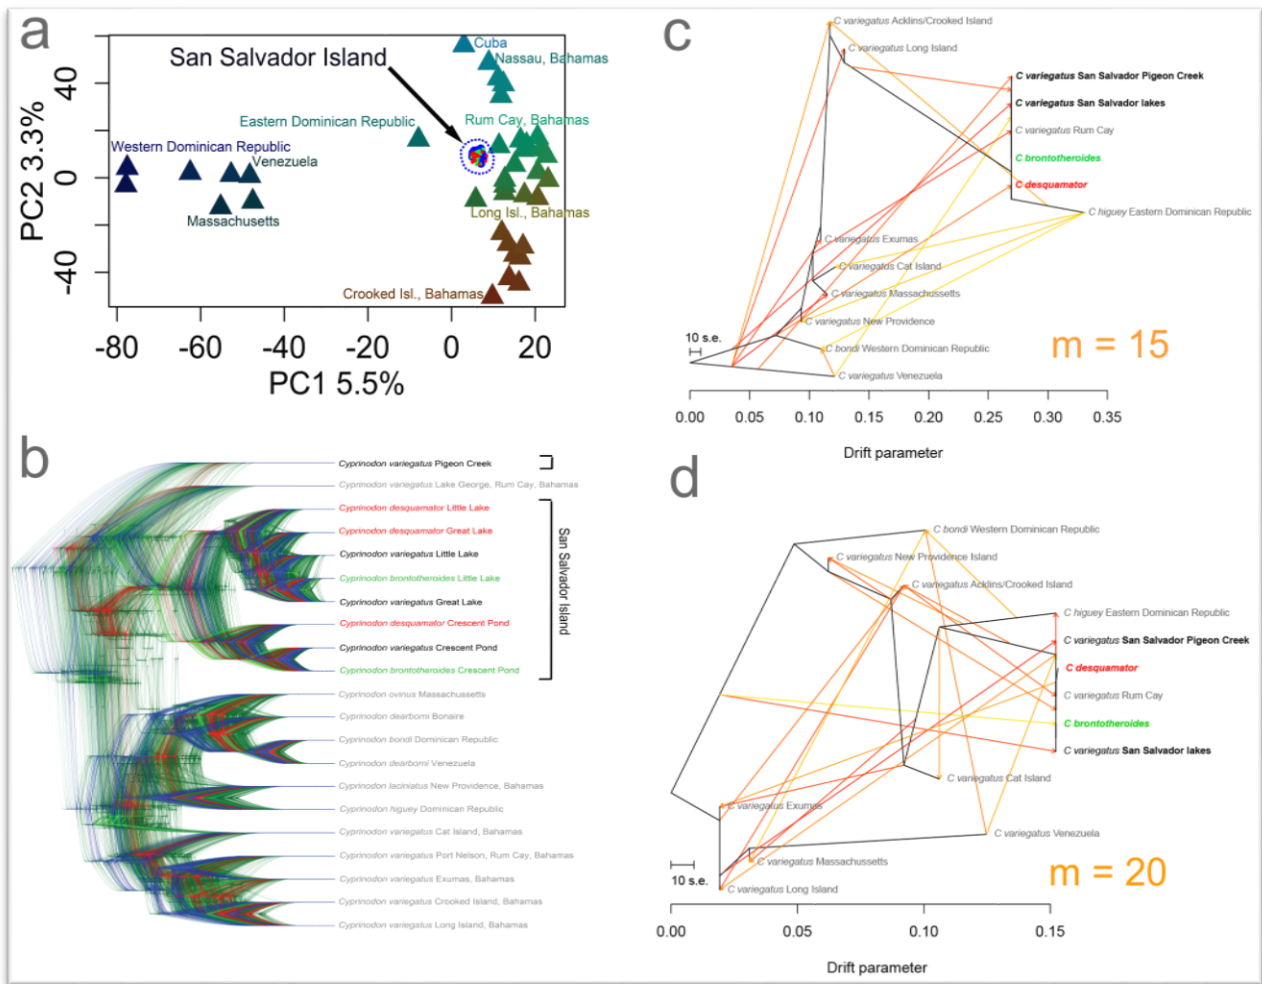 a
San Salvador Island
Cuba
Nassau, Bahamas
Eastern Dominican Republic
Rum Cay, Bahamas
Western Dominican Republic
Venezuela
Massachusetts
Long Isl., Bahamas
Crooked Isl., Bahamas
PC2 3.3%
40
0
-40
-80
-60
-40
-20
0
20
PC1 5.5%
b
Cyprinodon variegatus Pigeon Creek
Cyprinodon variegatus Lake George, Rum Cay, Bahamas
Cyprinodon desquamator Little Lake
Cyprinodon desquamator Great Lake
Cyprinodon variegatus Little Lake
Cyprinodon brontotheroides Little Lake
Cyprinodon variegatus Great Lake
Cyprinodon desquamator Crescent Pond
Cyprinodon variegatus Crescent Pond
Cyprinodon brontotheroides Crescent Pond
Cyprinodon ovinus Massachussetts
Cyprinodon dearborni Bonaire
Cyprinodon bondi Dominican Republic
Cyprinodon dearborni Venezuela
Cyprinodon laciniatus New Providence, Bahamas
Cyprinodon higuey Dominican Republic
Cyprinodon variegatus Cat Island, Bahamas
Cyprinodon variegatus Port Nelson, Rum Cay, Bahamas
Cyprinodon variegatus Exumas, Bahamas
Cyprinodon variegatus Crooked Island, Bahamas
Cyprinodon variegatus Long Island, Bahamas
San Salvador Island
c
C variegatus Acklins/Crooked Island
C variegatus Long Island
C variegatus San Salvador Pigeon Creek
C variegatus San Salvador lakes
C variegatus Rum Cay
C brontotheroides
C desquamator
C higuey Eastern Dominican Republic
C variegatus Exumas
C variegatus Cat Island
C variegatus Massachussetts
C variegatus New Providence
C bondi Western Dominican Republic
C variegatus Venezuela
10 s.e.
m = 15
0.00
0.05
0.10
0.15
0.20
0.25
0.30
0.35
Drift parameter
d
C bondi Western Dominican Republic
C variegatus New Providence Island
C variegatus Acklins/Crooked Island
C higuey Eastern Dominican Republic
C variegatus San Salvador Pigeon Creek
C desquamator
C variegatus Rum Cay
C brontotheroides
C variegatus San Salvador lakes
C variegatus Cat Island
C variegatus Exumas
C variegatus Venezuela
C variegatus Massachussetts
C variegatus Long Island
10 s.e.
m = 20
0.00
0.05
0.10
0.15
Drift parameter